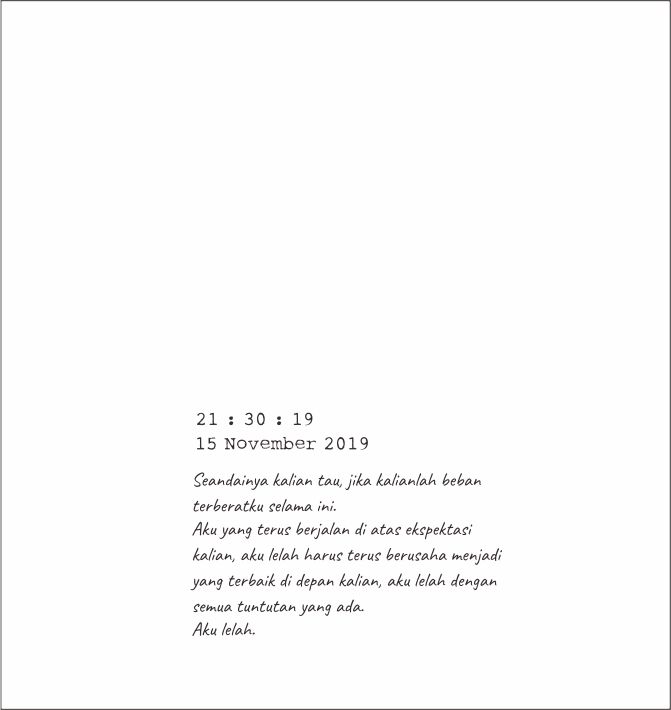 21 : 30 : 19
15 November 2019
Seandainya kalian tau, jika kalianlah beban
terberatku selama ini.
Aku yang terus berjalan di atas ekspektasi
kalian, aku lelah harus terus berusaha menjadi
yang terbaik di depan kalian, aku lelah dengan
semua tuntutan yang ada.
Aku lelah.